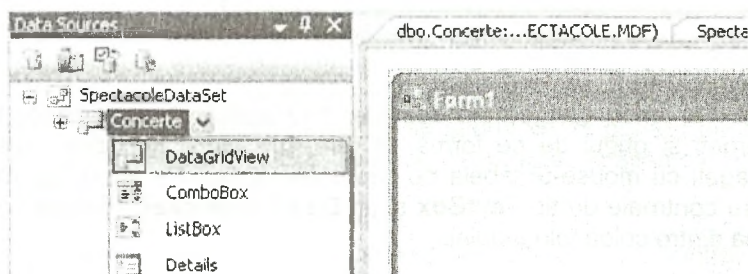 Data Sources
SpectacoleDataSet
Concerte
DataGridView
ComboBox
ListBox
Details
dbo.Concerte:...ECTACOLE.MDF)
Specta
Form1